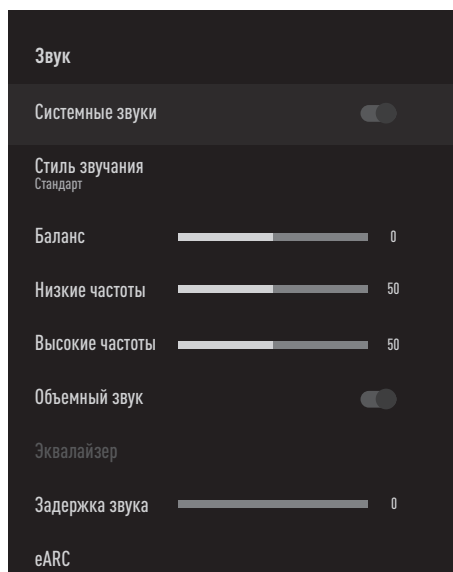 Звук
Системные звуки
Стиль звучания
Стандарт
Баланс 0
Низкие частоты 50
Высокие частоты 50
Объемный звук
Эквалайзер
Задержка звука 0
eARC